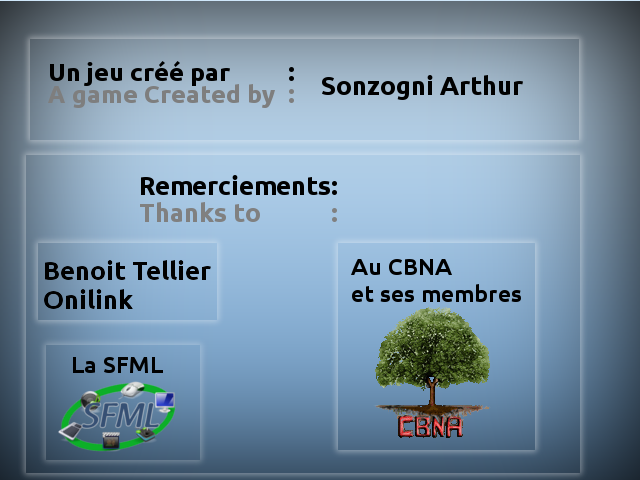 Un jeu créé par :
A game Created by :
Sonzogni Arthur
Remerciements:
Thanks to :
Benoit Tellier
Onilink
Au CBNA
et ses membres
La SFML
SFML
CBNA